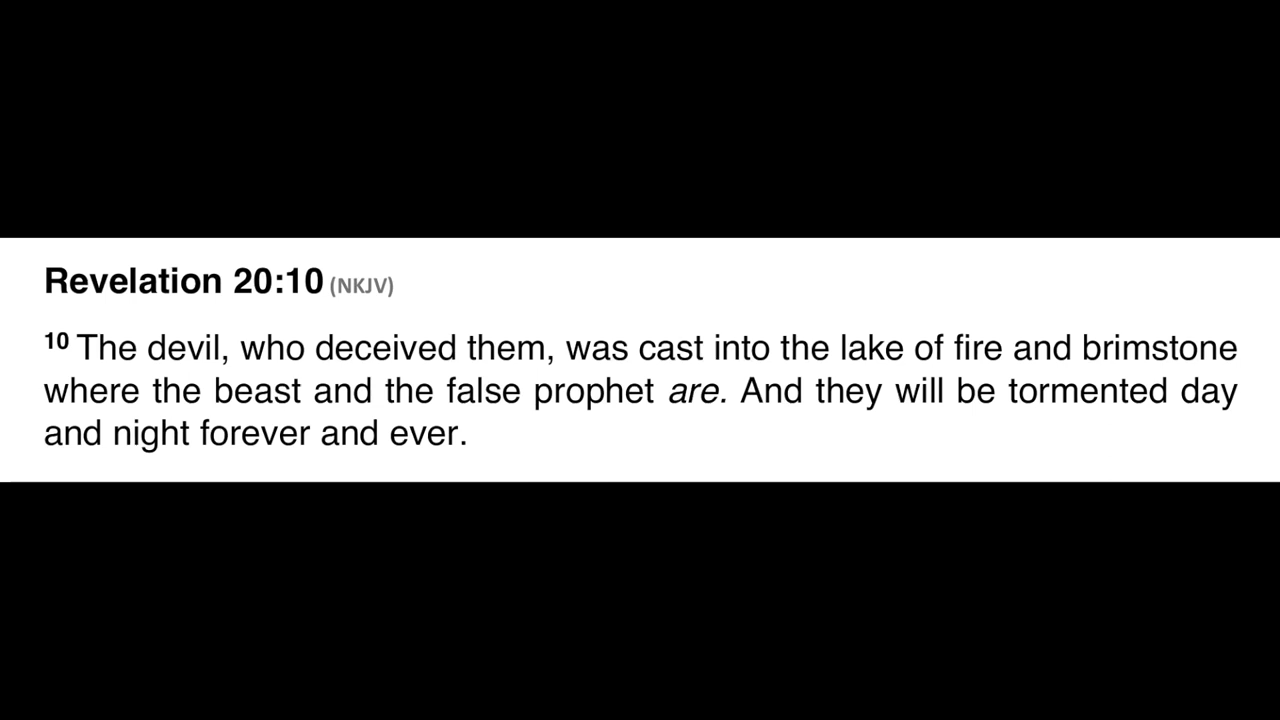 Revelation 20:10 (NKJV)
10 The devil, who deceived them, was cast into the lake of fire and brimstone
where the beast and the false prophet are. And they will be tormented day
and night forever and ever.